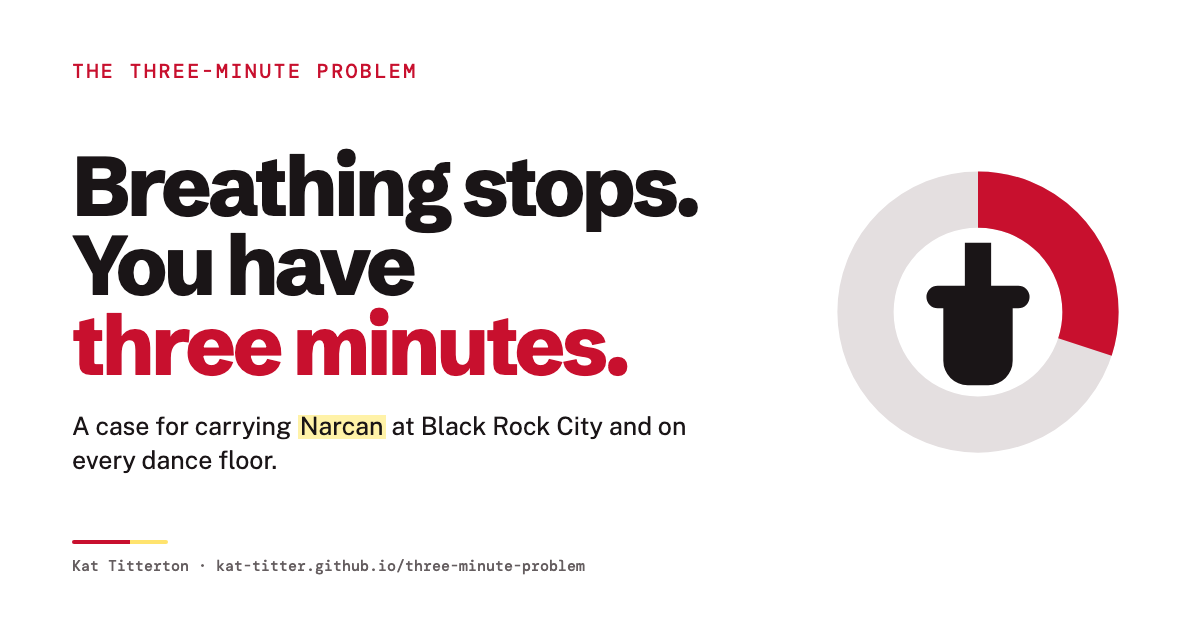 THE THREE-MINUTE PROBLEM
Breathing stops.
You have
three minutes.
A case for carrying Narcan at Black Rock City and on
every dance floor.
Kat Titterton · kat-titter.github.io/three-minute-problem